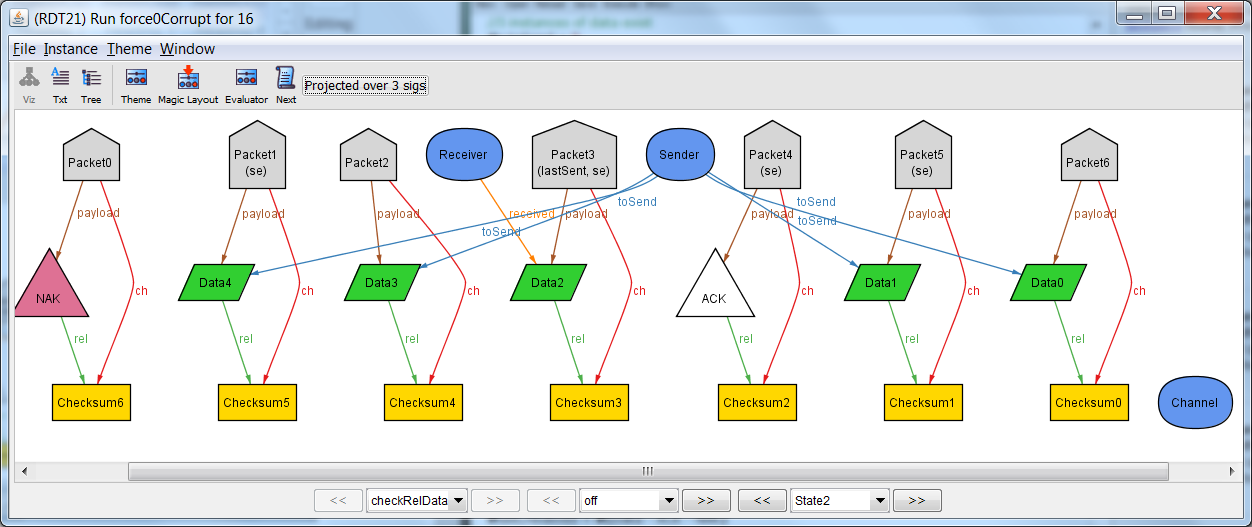 (RDT21) Run force0Corrupt for 16
File Instance Theme Window
Viz Txt Tree Theme Magic Layout Evaluator Next Projected over 3 sigs
Packet0 Packet1 Packet2 Receiver Packet3 Sender Packet4 Packet5 Packet6
(se) (lastSent, se) (se) (se)
toSend toSend
payload payload payload received payload payload payload payload
toSend
toSend
NAK Data4 Data3 Data2 ACK Data1 Data0
ch ch ch ch ch ch ch
rel rel rel rel rel rel rel
Checksum6 Checksum5 Checksum4 Checksum3 Checksum2 Checksum1 Checksum0 Channel
<< checkRelData >> << off >> << State2 >>